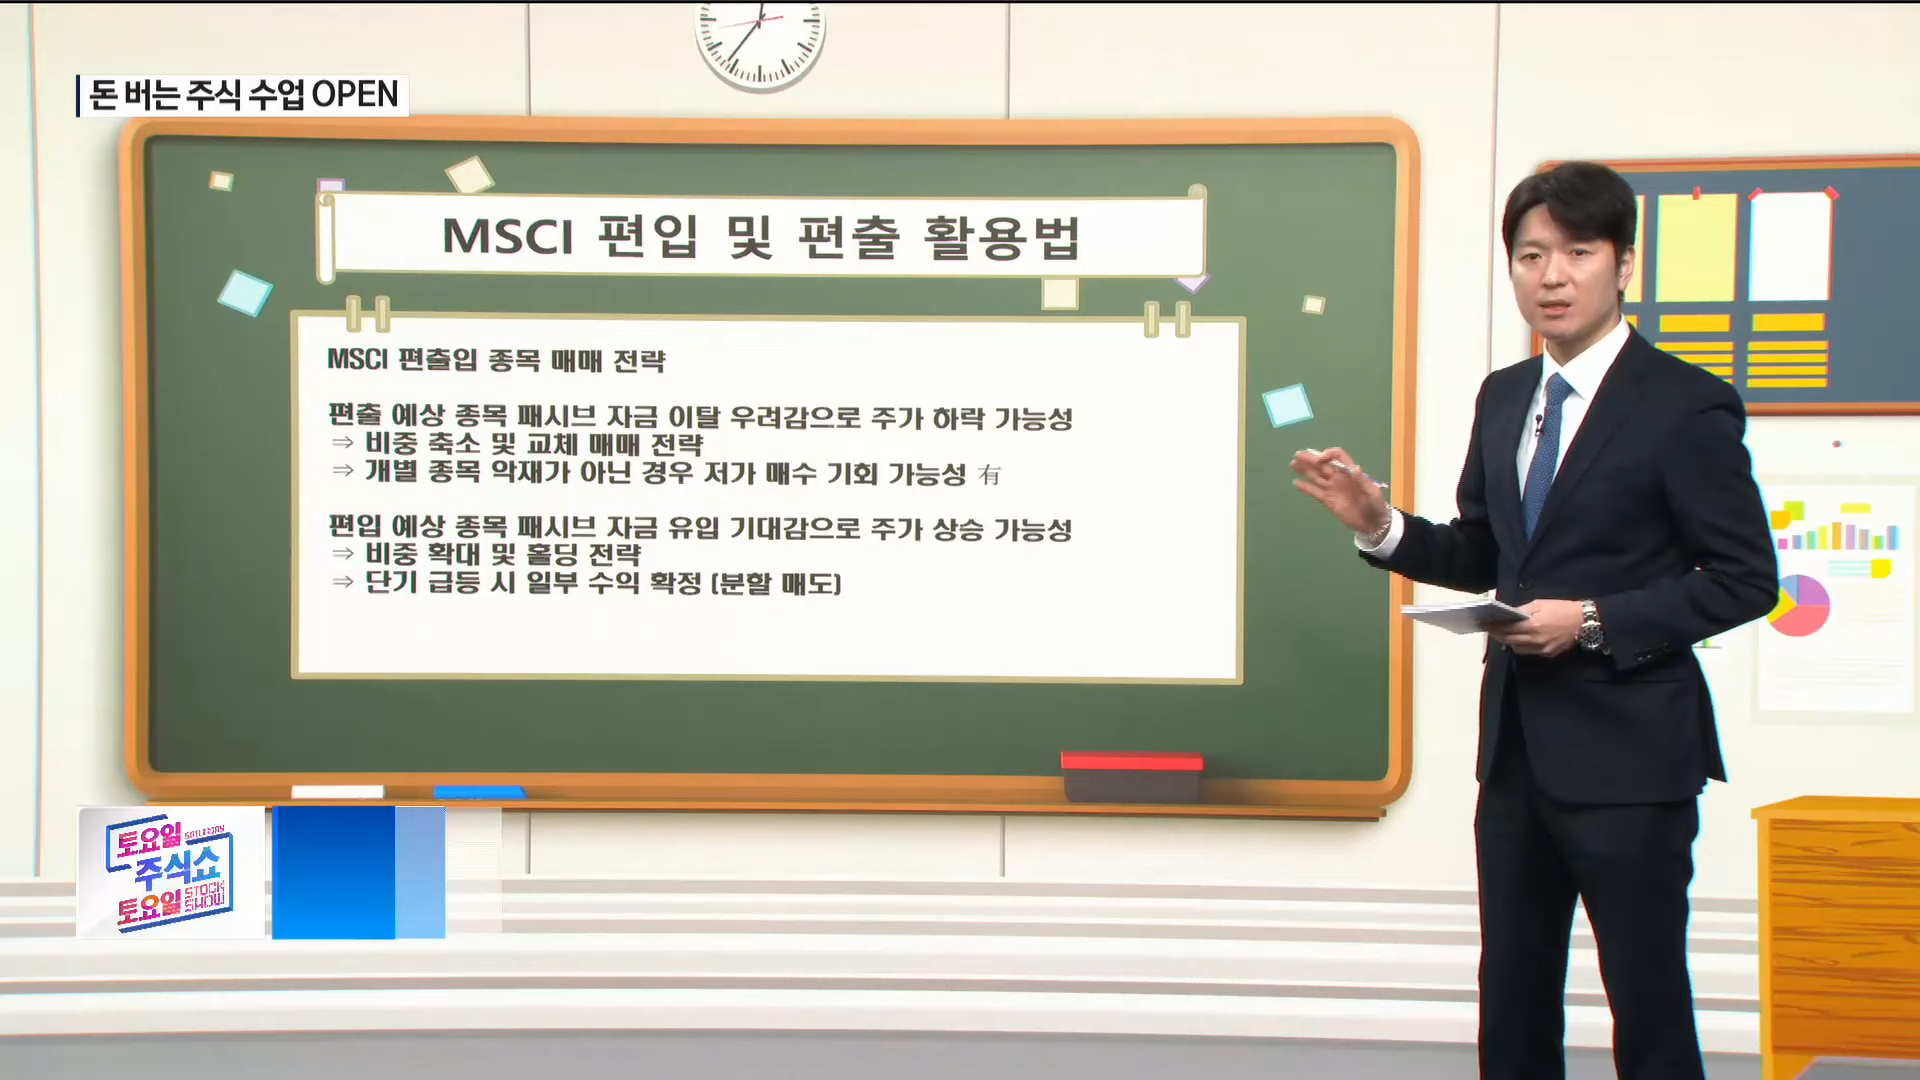 돈 버는 주식 수업 OPEN
MSCI 편입 및 편출 활용법
MSCI 편출입 종목 매매 전략
편출 예상 종목 패시브 자금 이탈 우려감으로 주가 하락 가능성
⇒ 비중 축소 및 교체 매매 전략
⇒ 개별 종목 악재가 아닌 경우 저가 매수 기회 가능성 有
편입 예상 종목 패시브 자금 유입 기대감으로 주가 상승 가능성
⇒ 비중 확대 및 홀딩 전략
⇒ 단기 급등 시 일부 수익 확정 (분할 매도)
토요일 SATURDAY
주식쇼
토요일 STOCK SHOW